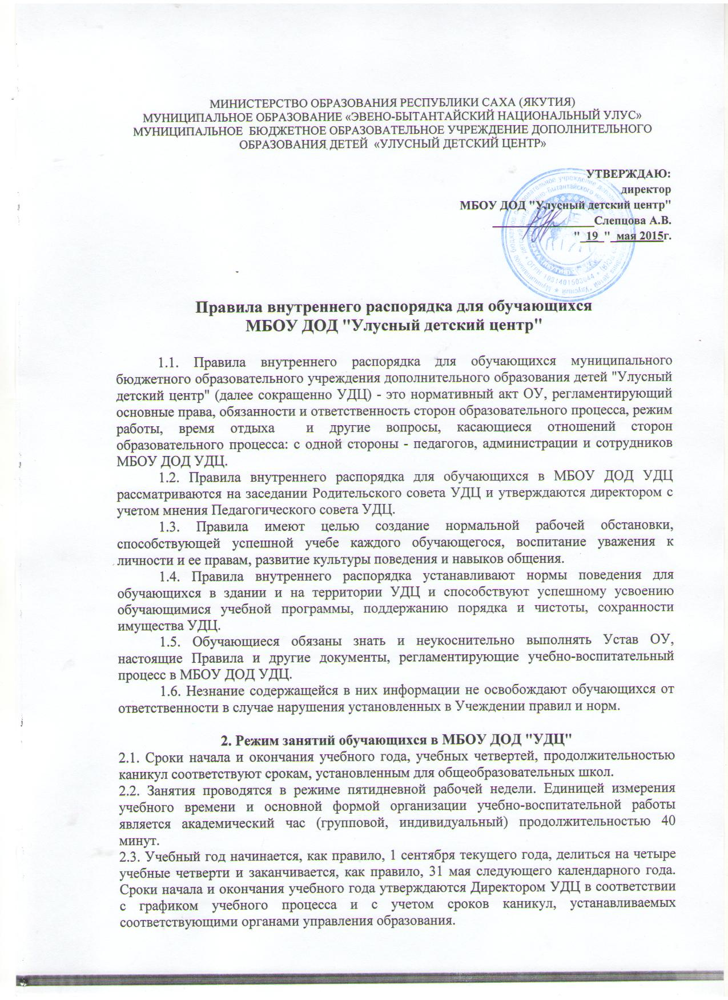 МИНИСТЕРСТВО ОБРАЗОВАНИЯ РЕСПУБЛИКИ САХА (ЯКУТИЯ)
МУНИЦИПАЛЬНОЕ ОБРАЗОВАНИЕ «ЭВЕНО-БЫТАНТАЙСКИЙ НАЦИОНАЛЬНЫЙ УЛУС»
МУНИЦИПАЛЬНОЕ БЮДЖЕТНОЕ ОБРАЗОВАТЕЛЬНОЕ УЧРЕЖДЕНИЕ ДОПОЛНИТЕЛЬНОГО
ОБРАЗОВАНИЯ ДЕТЕЙ «УЛУСНЫЙ ДЕТСКИЙ ЦЕНТР»
УТВЕРЖДАЮ:
директор
МБОУ ДОД "Улусный детский центр"
Слепцова А.В.
"_19_"_мая 2015г.
ОГРН 1031401503044
Правила внутреннего распорядка для обучающихся
МБОУ ДОД "Улусный детский центр"
1.1. Правила внутреннего распорядка для обучающихся муниципального
бюджетного образовательного учреждения дополнительного образования детей "Улусный
детский центр" (далее сокращенно УДЦ) - это нормативный акт ОУ, регламентирующий
основные права, обязанности и ответственность сторон образовательного процесса, режим
работы, время отдыха и другие вопросы, касающиеся отношений сторон
образовательного процесса: с одной стороны - педагогов, администрации и сотрудников
МБОУ ДОД УДЦ.
1.2. Правила внутреннего распорядка для обучающихся в МБОУ ДОД УДЦ
рассматриваются на заседании Родительского совета УДЦ и утверждаются директором с
учетом мнения Педагогического совета УДЦ.
1.3. Правила имеют целью создание нормальной рабочей обстановки,
способствующей успешной учебе каждого обучающегося, воспитание уважения к
личности и ее правам, развитие культуры поведения и навыков общения.
1.4. Правила внутреннего распорядка устанавливают нормы поведения для
обучающихся в здании и на территории УДЦ и способствуют успешному усвоению
обучающимися учебной программы, поддержанию порядка и чистоты, сохранности
имущества УДЦ.
1.5. Обучающиеся обязаны знать и неукоснительно выполнять Устав ОУ,
настоящие Правила и другие документы, регламентирующие учебно-воспитательный
процесс в МБОУ ДОД УДЦ.
1.6. Незнание содержащейся в них информации не освобождают обучающихся от
ответственности в случае нарушения установленных в Учеждении правил и норм.
2. Режим занятий обучающихся в МБОУ ДОД "УДЦ"
2.1. Сроки начала и окончания учебного года, учебных четвертей, продолжительностью
каникул соответствуют срокам, установленным для общеобразовательных школ.
2.2. Занятия проводятся в режиме пятидневной рабочей недели. Единицей измерения
учебного времени и основной формой организации учебно-воспитательной работы
является академический час (групповой, индивидуальный) продолжительностью 40
минут.
2.3. Учебный год начинается, как правило, 1 сентября текущего года, делиться на четыре
учебные четверти и заканчивается, как правило, 31 мая следующего календарного года.
Сроки начала и окончания учебного года утверждаются Директором УДЦ в соответствии
с графиком учебного процесса и с учетом сроков каникул, устанавливаемых
соответствующими органами управления образования.